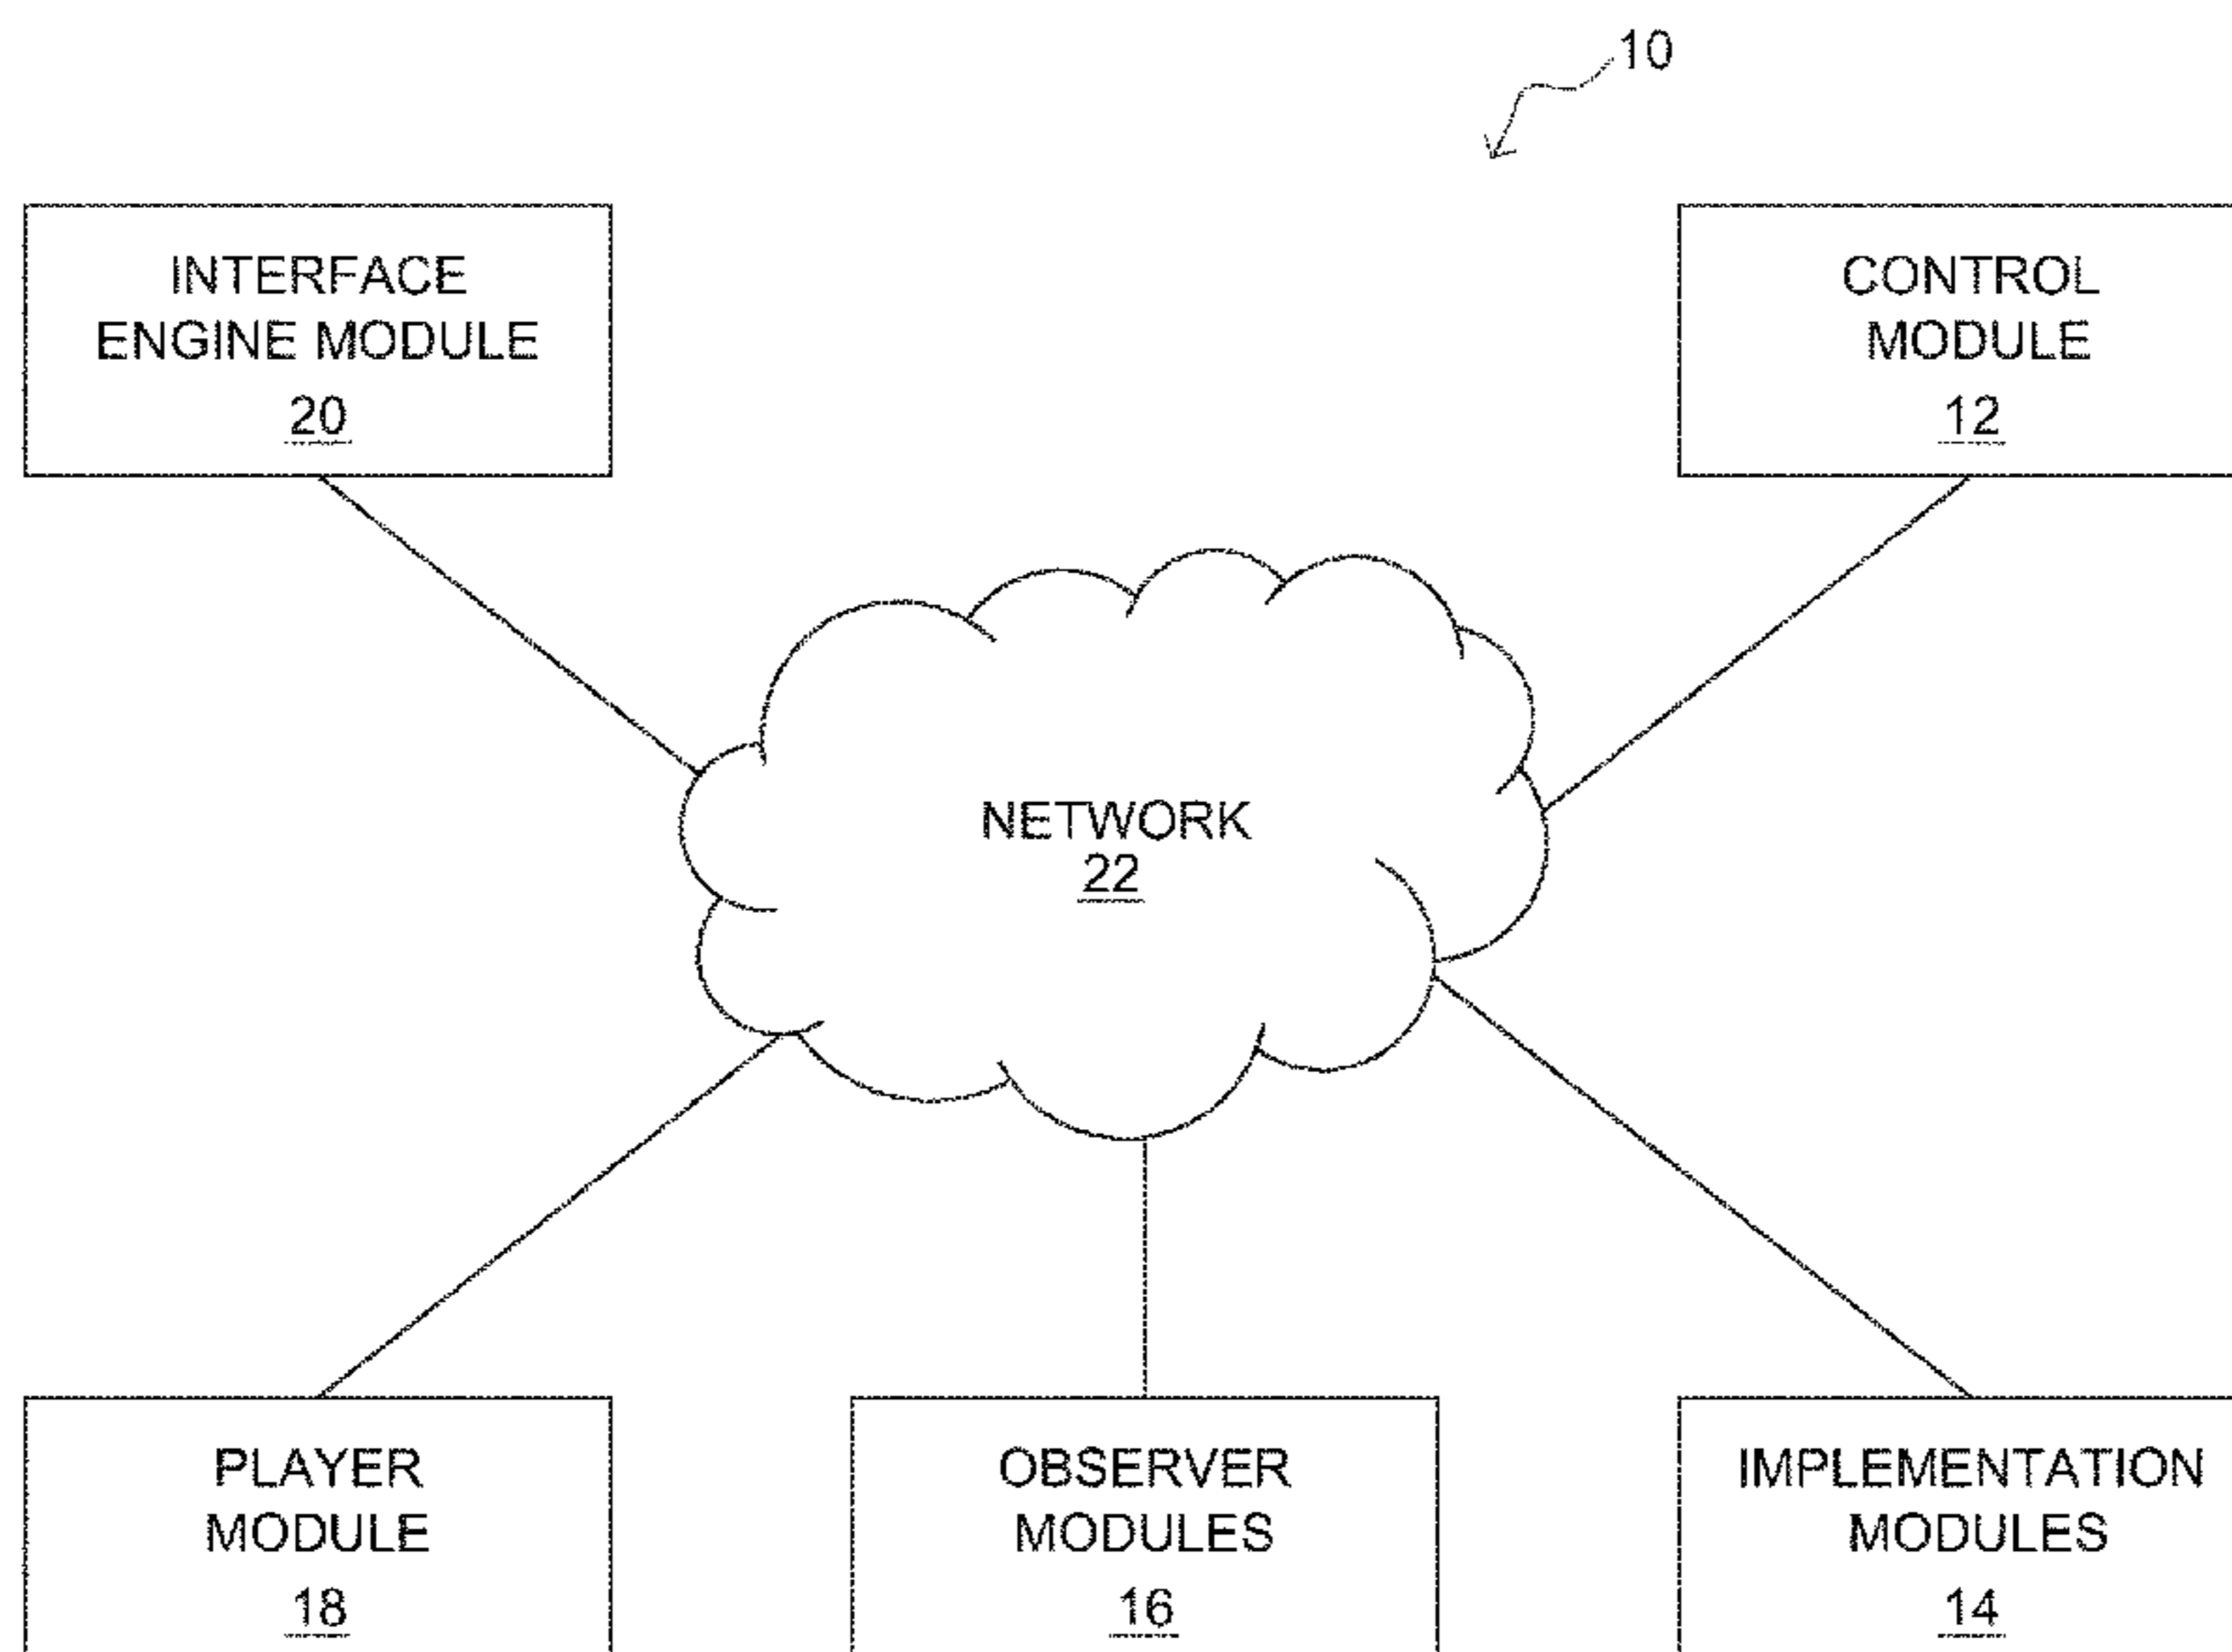 10
INTERFACE
ENGINE MODULE
20
CONTROL
MODULE
12
NETWORK
22
PLAYER
MODULE
18
OBSERVER
MODULES
16
IMPLEMENTATION
MODULES
14